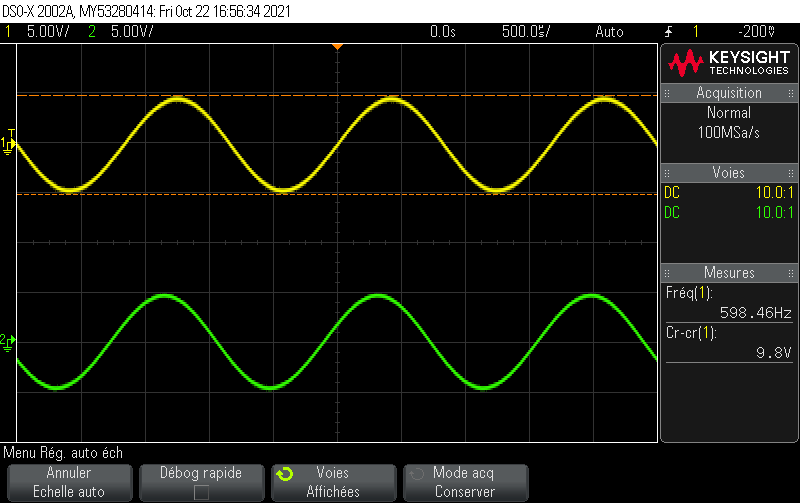 DSO-X 2002A, MY53280414: Fri Oct 22 16:56:34 2021
1 5.00V/ 2 5.00V/ 0.0s 500.0µs/ Auto 1 -200mV
KEYSIGHT
TECHNOLOGIES
Acquisition
Normal
100MSa/s
Voies
DC 10.0:1
DC 10.0:1
Mesures
Fréq(1):
598.46Hz
Cr-cr(1):
9.8V
T
1
2
Menu Rég. auto éch
Annuler
Echelle auto
Débog rapide
Voies
Affichées
Mode acq
Conserver